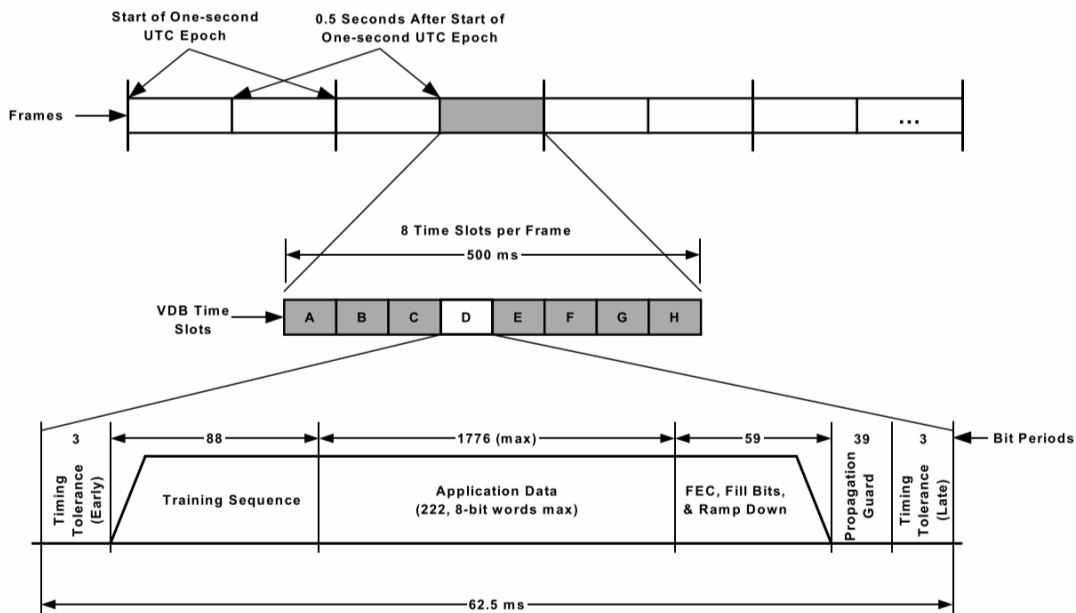 Start of One-second
UTC Epoch
0.5 Seconds After Start of
One-second UTC Epoch
Frames
...
8 Time Slots per Frame
500 ms
VDB Time
Slots
A B C D E F G H
3 88 1776 (max) 59 39 3 Bit Periods
Timing
Tolerance
(Early)
Training Sequence
Application Data
(222, 8-bit words max)
FEC, Fill Bits,
& Ramp Down
Propagation
Guard
Timing
Tolerance
(Late)
62.5 ms